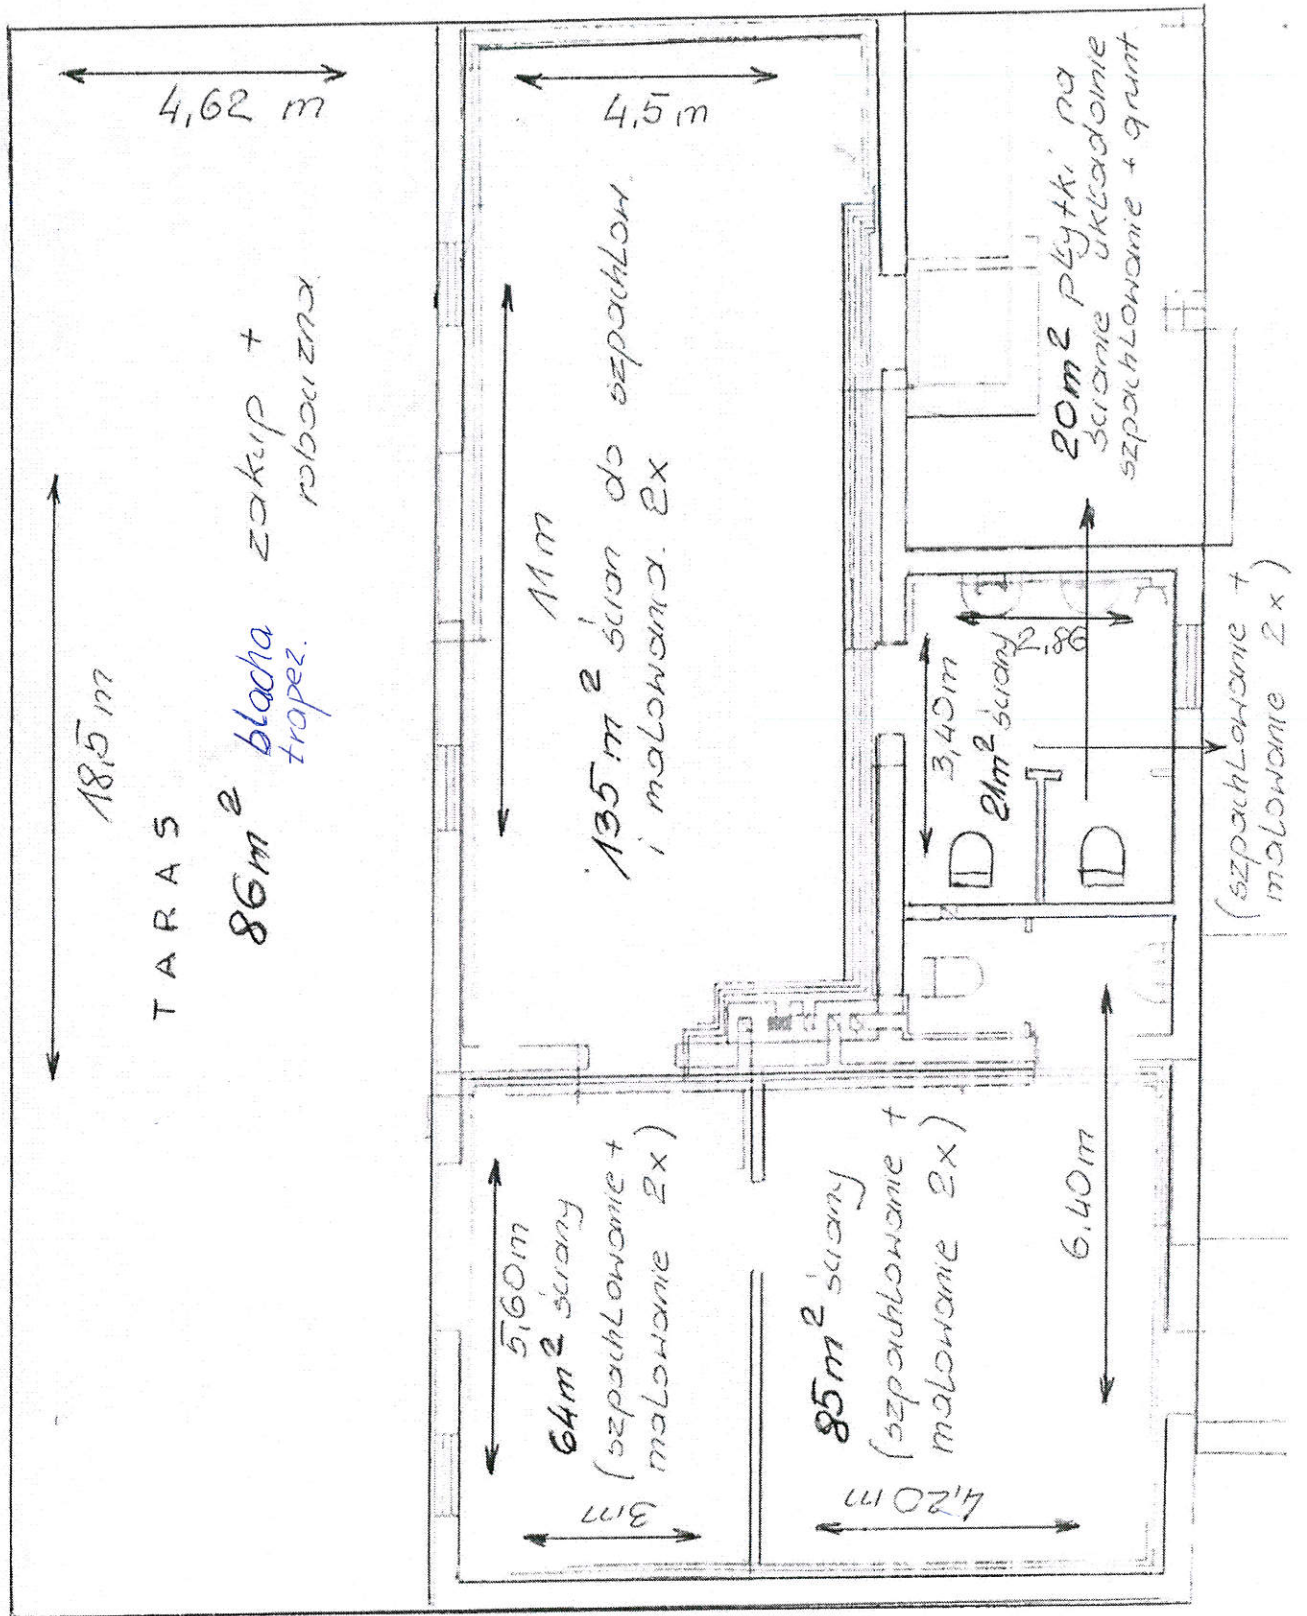 18,5 m
4,62 m
TARAS
86m² blacha zakup +
trapez. robocizna.
4,5 m
11 m
135 m² ścian do szpachlow.
i malowania. 2x
5,60m
64m² ściany
(szpachlowanie +
malowanie 2x)
3m
85m² ściany
(szpachlowanie +
malowanie 2x)
4,20 m
6,40m
3,40m
21m² ściany
2,86
(szpachlowanie +
malowanie 2x)
20m² płytki na
ścianie układanie
szpachlowanie + grunt.